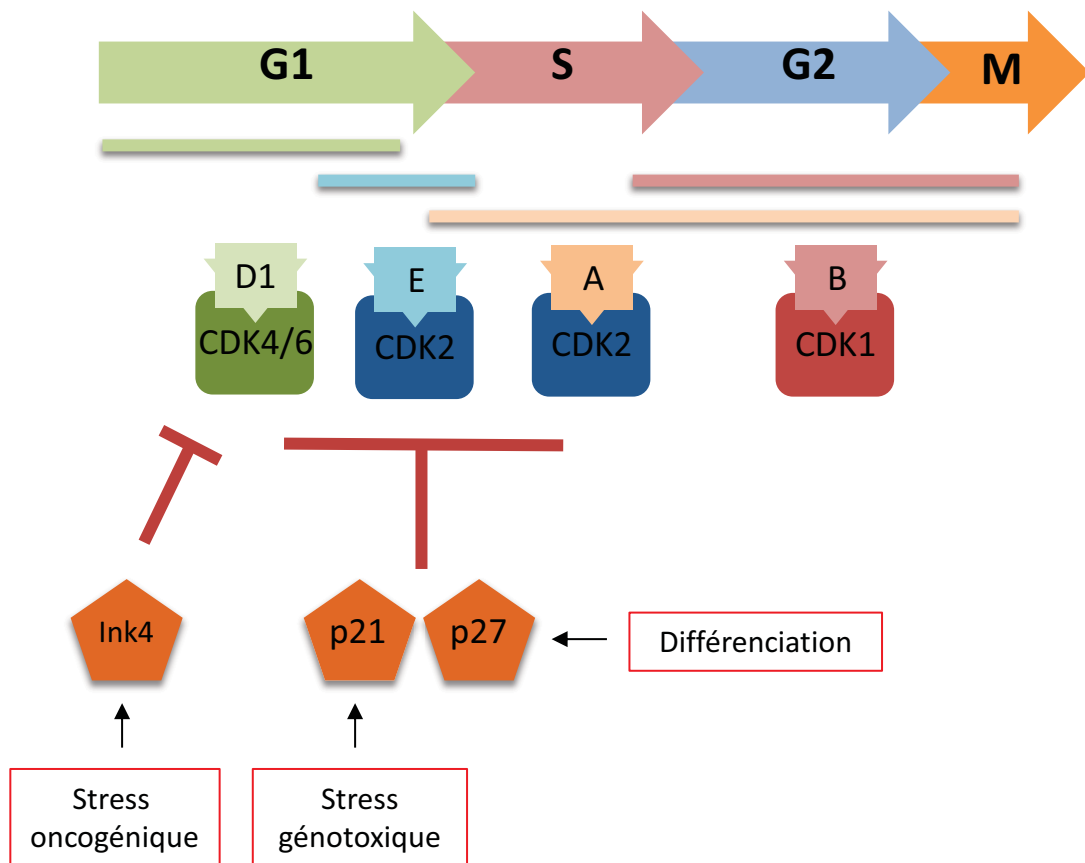 G1 S G2 M
D1 E A B
CDK4/6 CDK2 CDK2 CDK1
Ink4 p21 p27 Différenciation
Stress
oncogénique
Stress
génotoxique